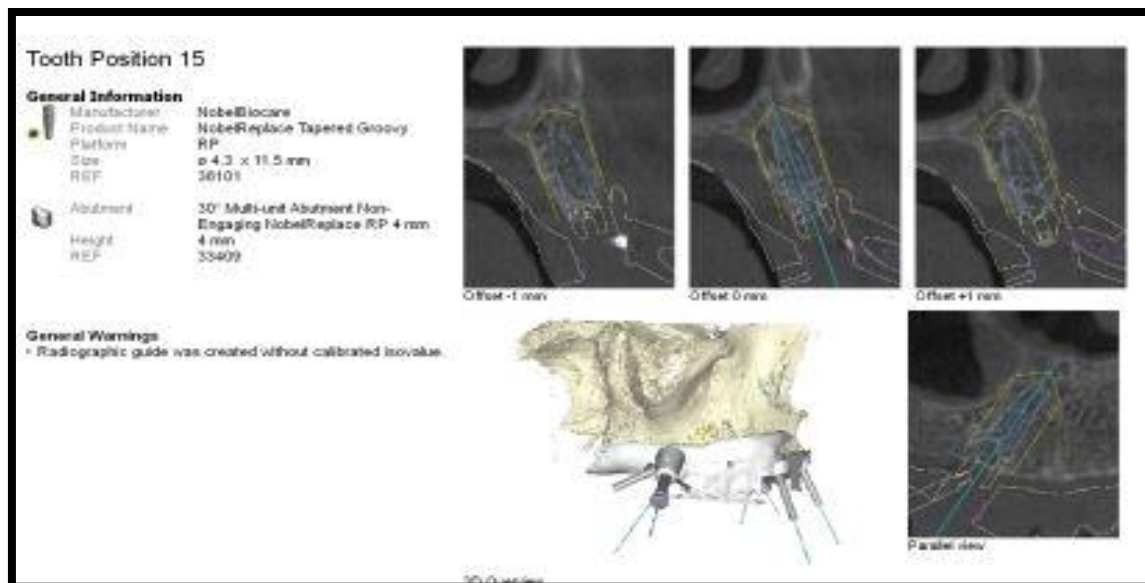 Tooth Position 15
General Information
Manufacturer NobelBiocare
Product Name NobelReplace Tapered Groovy
Platform RP
Size ø 4.3 x 11.5 mm
REF 36101
Abutment 30° Multi-unit Abutment Non-
Engaging NobelReplace RP 4 mm
Height 4 mm
REF 33409
General Warnings
• Radiographic guide was created without calibrated isovalue.
Offset -1 mm
Offset 0 mm
Offset +1 mm
Parallel view
3D Overview